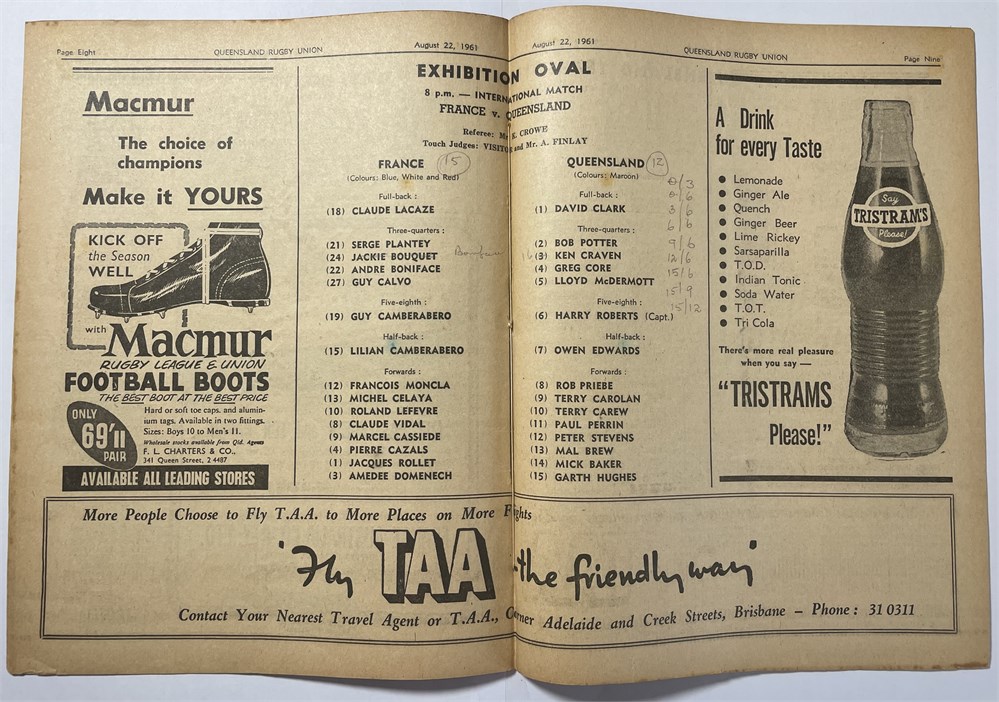 Page Eight
QUEENSLAND RUGBY UNION
August 22, 1961
August 22, 1961
QUEENSLAND RUGBY UNION
Page Nine
Macmur
The choice of
champions
Make it YOURS
KICK OFF
the Season
WELL
with
Macmur
RUGBY LEAGUE & UNION
FOOTBALL BOOTS
THE BEST BOOT AT THE BEST PRICE
ONLY
69'11
PAIR
Hard or soft toe caps. and alumin-
ium tags. Available in two fittings.
Sizes: Boys 10 to Men's 11.
Wholesale stocks available from Qld. Agents
F. L. CHARTERS & CO.,
341 Queen Street, 2 4487
AVAILABLE ALL LEADING STORES
EXHIBITION OVAL
8 p.m. — INTERNATIONAL MATCH
FRANCE v. QUEENSLAND
Referee: Mr. K. CROWE
Touch Judges: VISITOR and Mr. A. FINLAY
FRANCE 15
(Colours: Blue, White and Red)
Full-back :
(18) CLAUDE LACAZE
Three-quarters :
(21) SERGE PLANTEY
(24) JACKIE BOUQUET
(22) ANDRE BONIFACE
(27) GUY CALVO
Five-eighth :
(19) GUY CAMBERABERO
Half-back :
(15) LILIAN CAMBERABERO
Forwards :
(12) FRANCOIS MONCLA
(13) MICHEL CELAYA
(10) ROLAND LEFEVRE
(8) CLAUDE VIDAL
(9) MARCEL CASSIEDE
(4) PIERRE CAZALS
(1) JACQUES ROLLET
(3) AMEDEE DOMENECH
QUEENSLAND 12
(Colours: Maroon)
Full-back :
(1) DAVID CLARK
Three-quarters :
(2) BOB POTTER
16 (3) KEN CRAVEN
(4) GREG CORE
(5) LLOYD McDERMOTT
Five-eighth :
(6) HARRY ROBERTS (Capt.)
Half-back :
(7) OWEN EDWARDS
Forwards :
(8) ROB PRIEBE
(9) TERRY CAROLAN
(10) TERRY CAREW
(11) PAUL PERRIN
(12) PETER STEVENS
(13) MAL BREW
(14) MICK BAKER
(15) GARTH HUGHES
0/3
0/6
3/6
6/6
9/6
12/6
15/6
15/9
15/12
A Drink
for every Taste
Lemonade
Ginger Ale
Quench
Ginger Beer
Lime Rickey
Sarsaparilla
T.O.D.
Indian Tonic
Soda Water
T.O.T.
Tri Cola
There's more real pleasure
when you say —
"TRISTRAMS
Please!"
Say
TRISTRAM'S
Please!
More People Choose to Fly T.A.A. to More Places on More Flights
'Fly TAA - the friendly way'
Contact Your Nearest Travel Agent or T.A.A., Corner Adelaide and Creek Streets, Brisbane – Phone : 31 0311